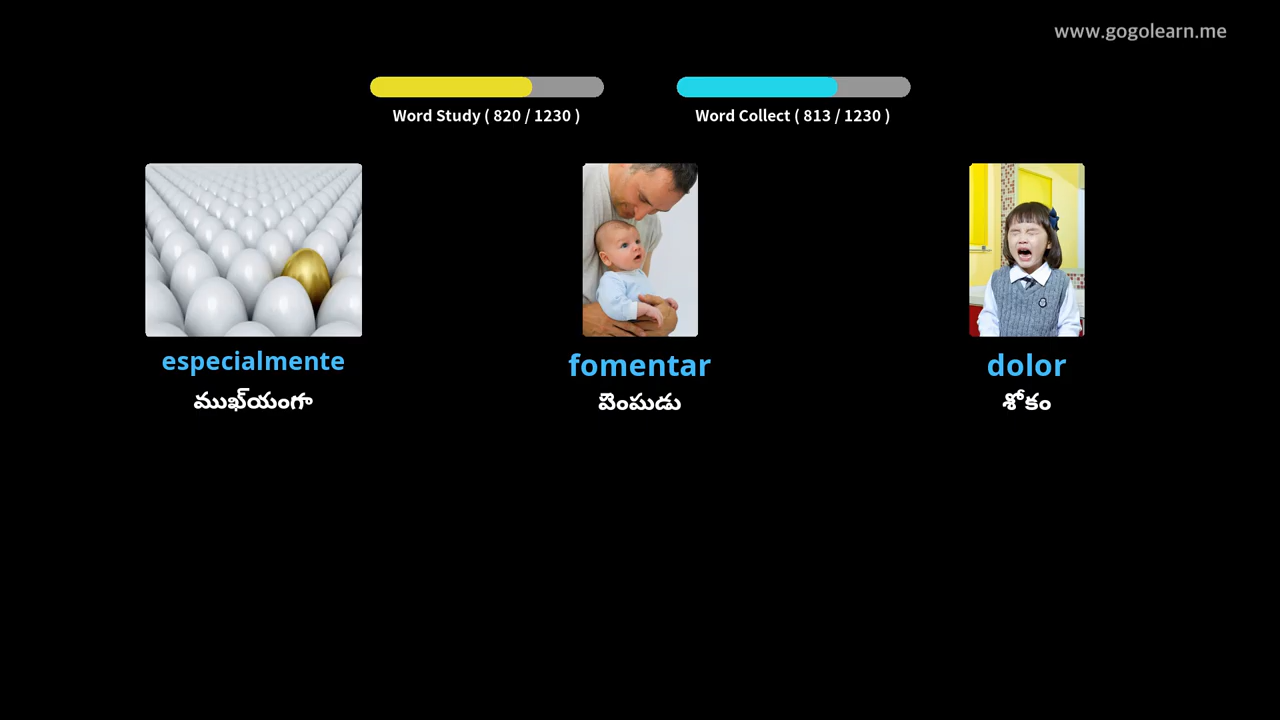 www.gogolearn.me
Word Study ( 820 / 1230 )
Word Collect ( 813 / 1230 )
especialmente
ముఖ్యంగా
fomentar
పెంపుడు
dolor
శోకం